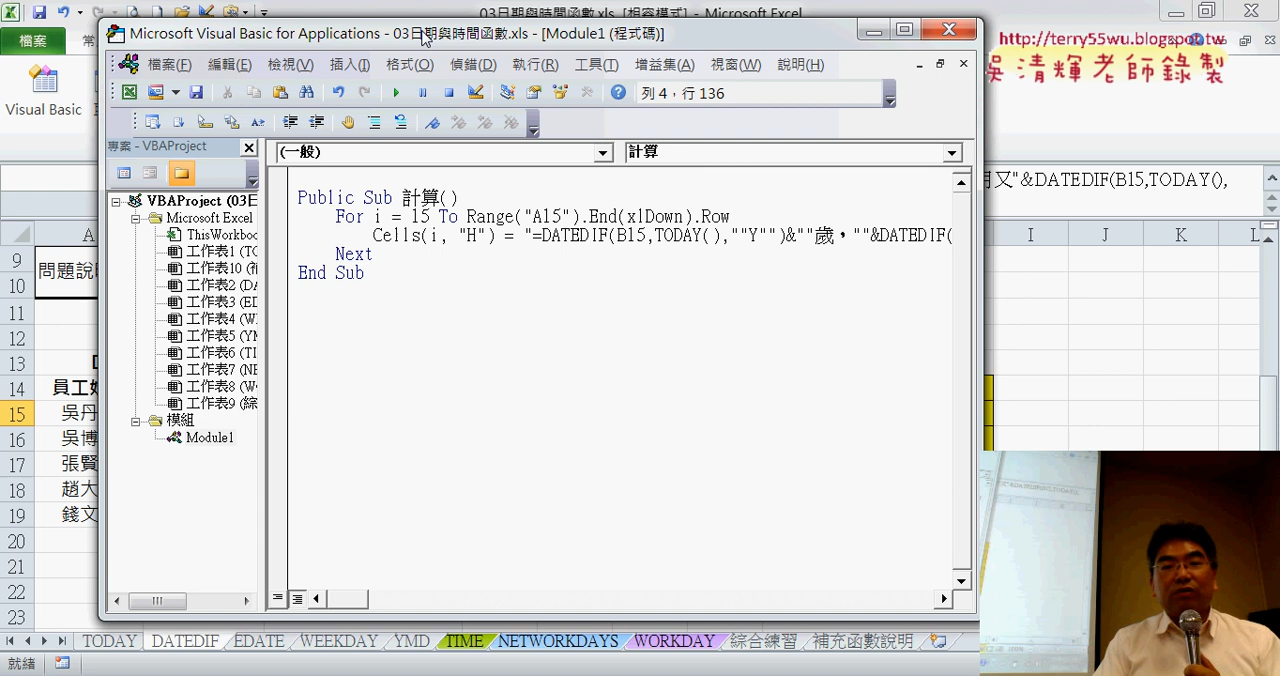 03日期與時間函數.xls [相容模式] - Microsoft Excel
檔案
常
http://terry55wu.blogspot.tw
吳清輝老師錄製
Visual Basic
Microsoft Visual Basic for Applications - 03日期與時間函數.xls - [Module1 (程式碼)]
檔案(F) 編輯(E) 檢視(V) 插入(I) 格式(O) 偵錯(D) 執行(R) 工具(T) 增益集(A) 視窗(W) 說明(H)
列 4，行 136
專案 - VBAProject
(一般)
計算
月又"&DATEDIF(B15,TODAY(),
VBAProject (03日
Microsoft Excel
ThisWorkboo
工作表1 (TO
工作表10 (補
工作表2 (DA
工作表3 (ED
工作表4 (W
工作表5 (YM
工作表6 (TI
工作表7 (NE
工作表8 (W
工作表9 (綜
模組
Module1
Public Sub 計算()
For i = 15 To Range("A15").End(xlDown).Row
Cells(i, "H") = "=DATEDIF(B15,TODAY(),""Y"")&""歲，""&DATEDIF(
Next
End Sub
A
I J K L
9
問題說
10
11
12
13 D
14 員工姓
15 吳丹
16 吳博
17 張賢
18 趙大
19 錢文
20
21
22
23
TODAY DATEDIF EDATE WEEKDAY YMD TIME NETWORKDAYS WORKDAY 綜合練習 補充函數說明
就緒